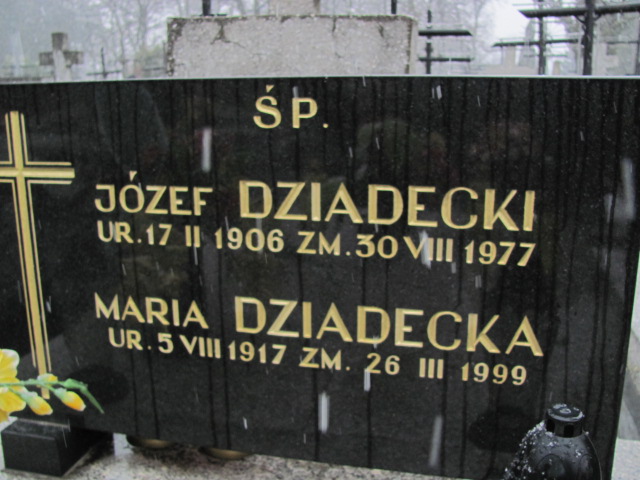 ŚP.
JÓZEF DZIADECKI
UR. 17 II 1906 ZM. 30 VIII 1977
MARIA DZIADECKA
UR. 5 VIII 1917 ZM. 26 III 1999